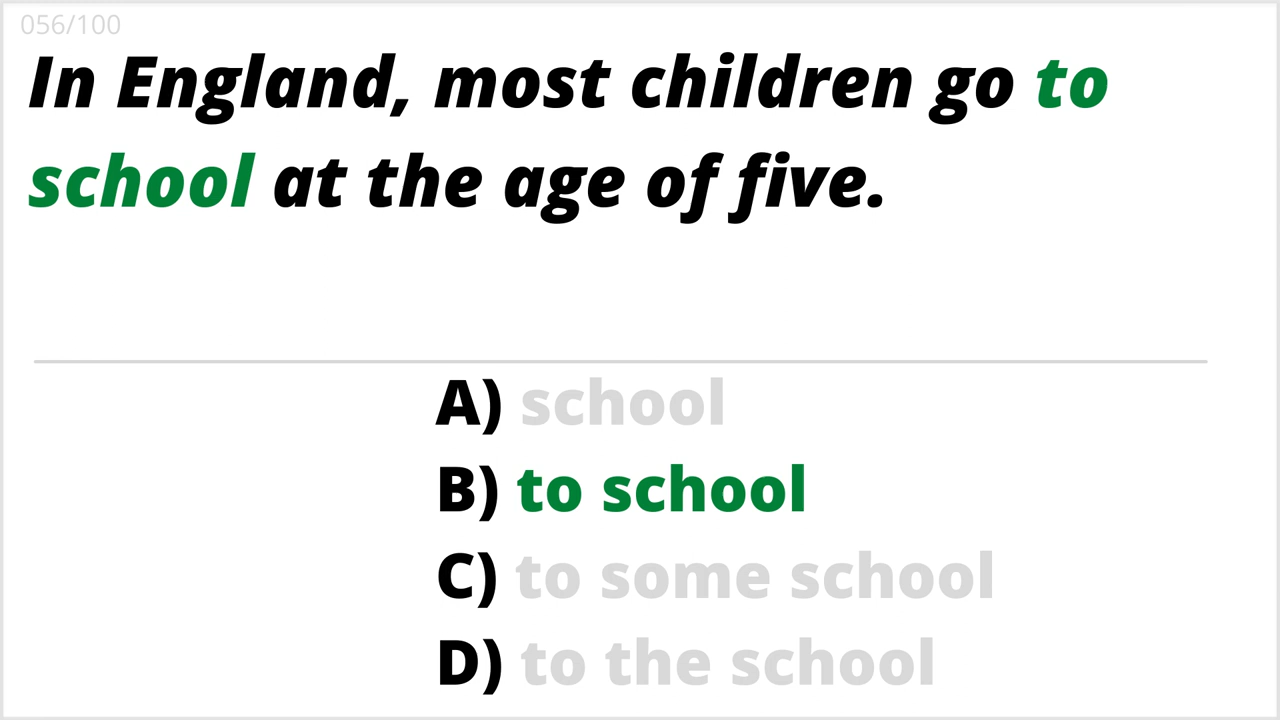 056/100
In England, most children go to
school at the age of five.
A) school
B) to school
C) to some school
D) to the school